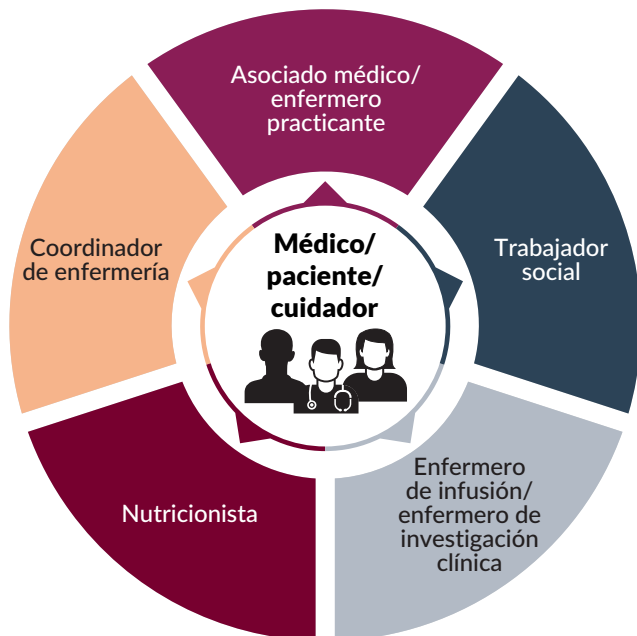 Asociado médico/
enfermero
practicante
Trabajador
social
Enfermero
de infusión/
enfermero de
investigación
clínica
Nutricionista
Coordinador
de enfermería
Médico/
paciente/
cuidador